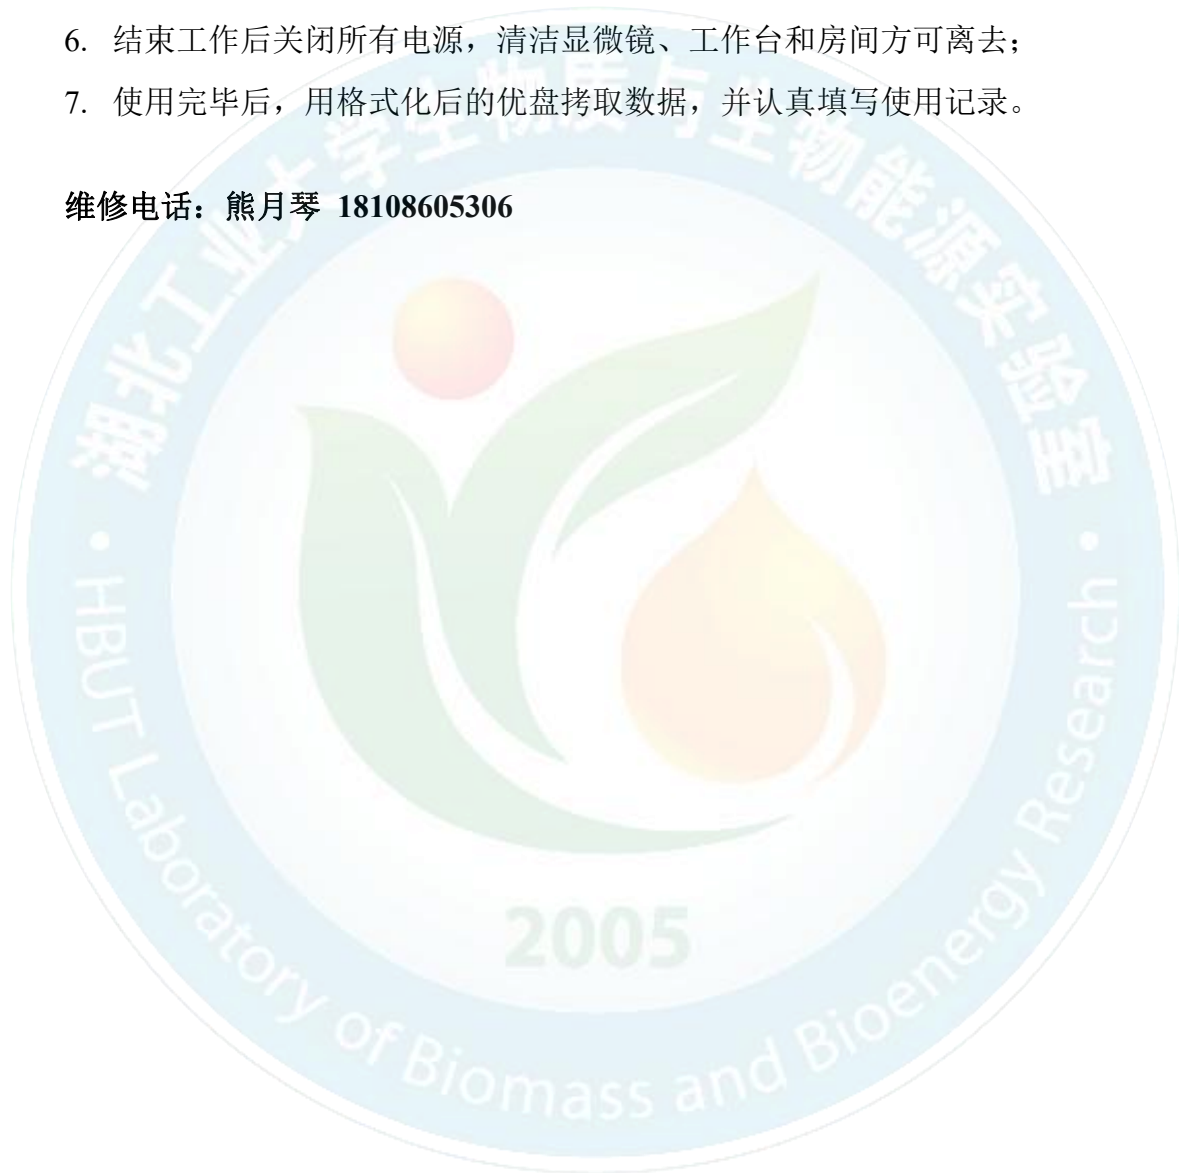 6. 结束工作后关闭所有电源，清洁显微镜、工作台和房间方可离去；
7. 使用完毕后，用格式化后的优盘拷取数据，并认真填写使用记录。
维修电话：熊月琴 18108605306
湖北工业大学生物质与生物能源实验室
2005
· HBUT Laboratory of Biomass and Bioenergy Research ·